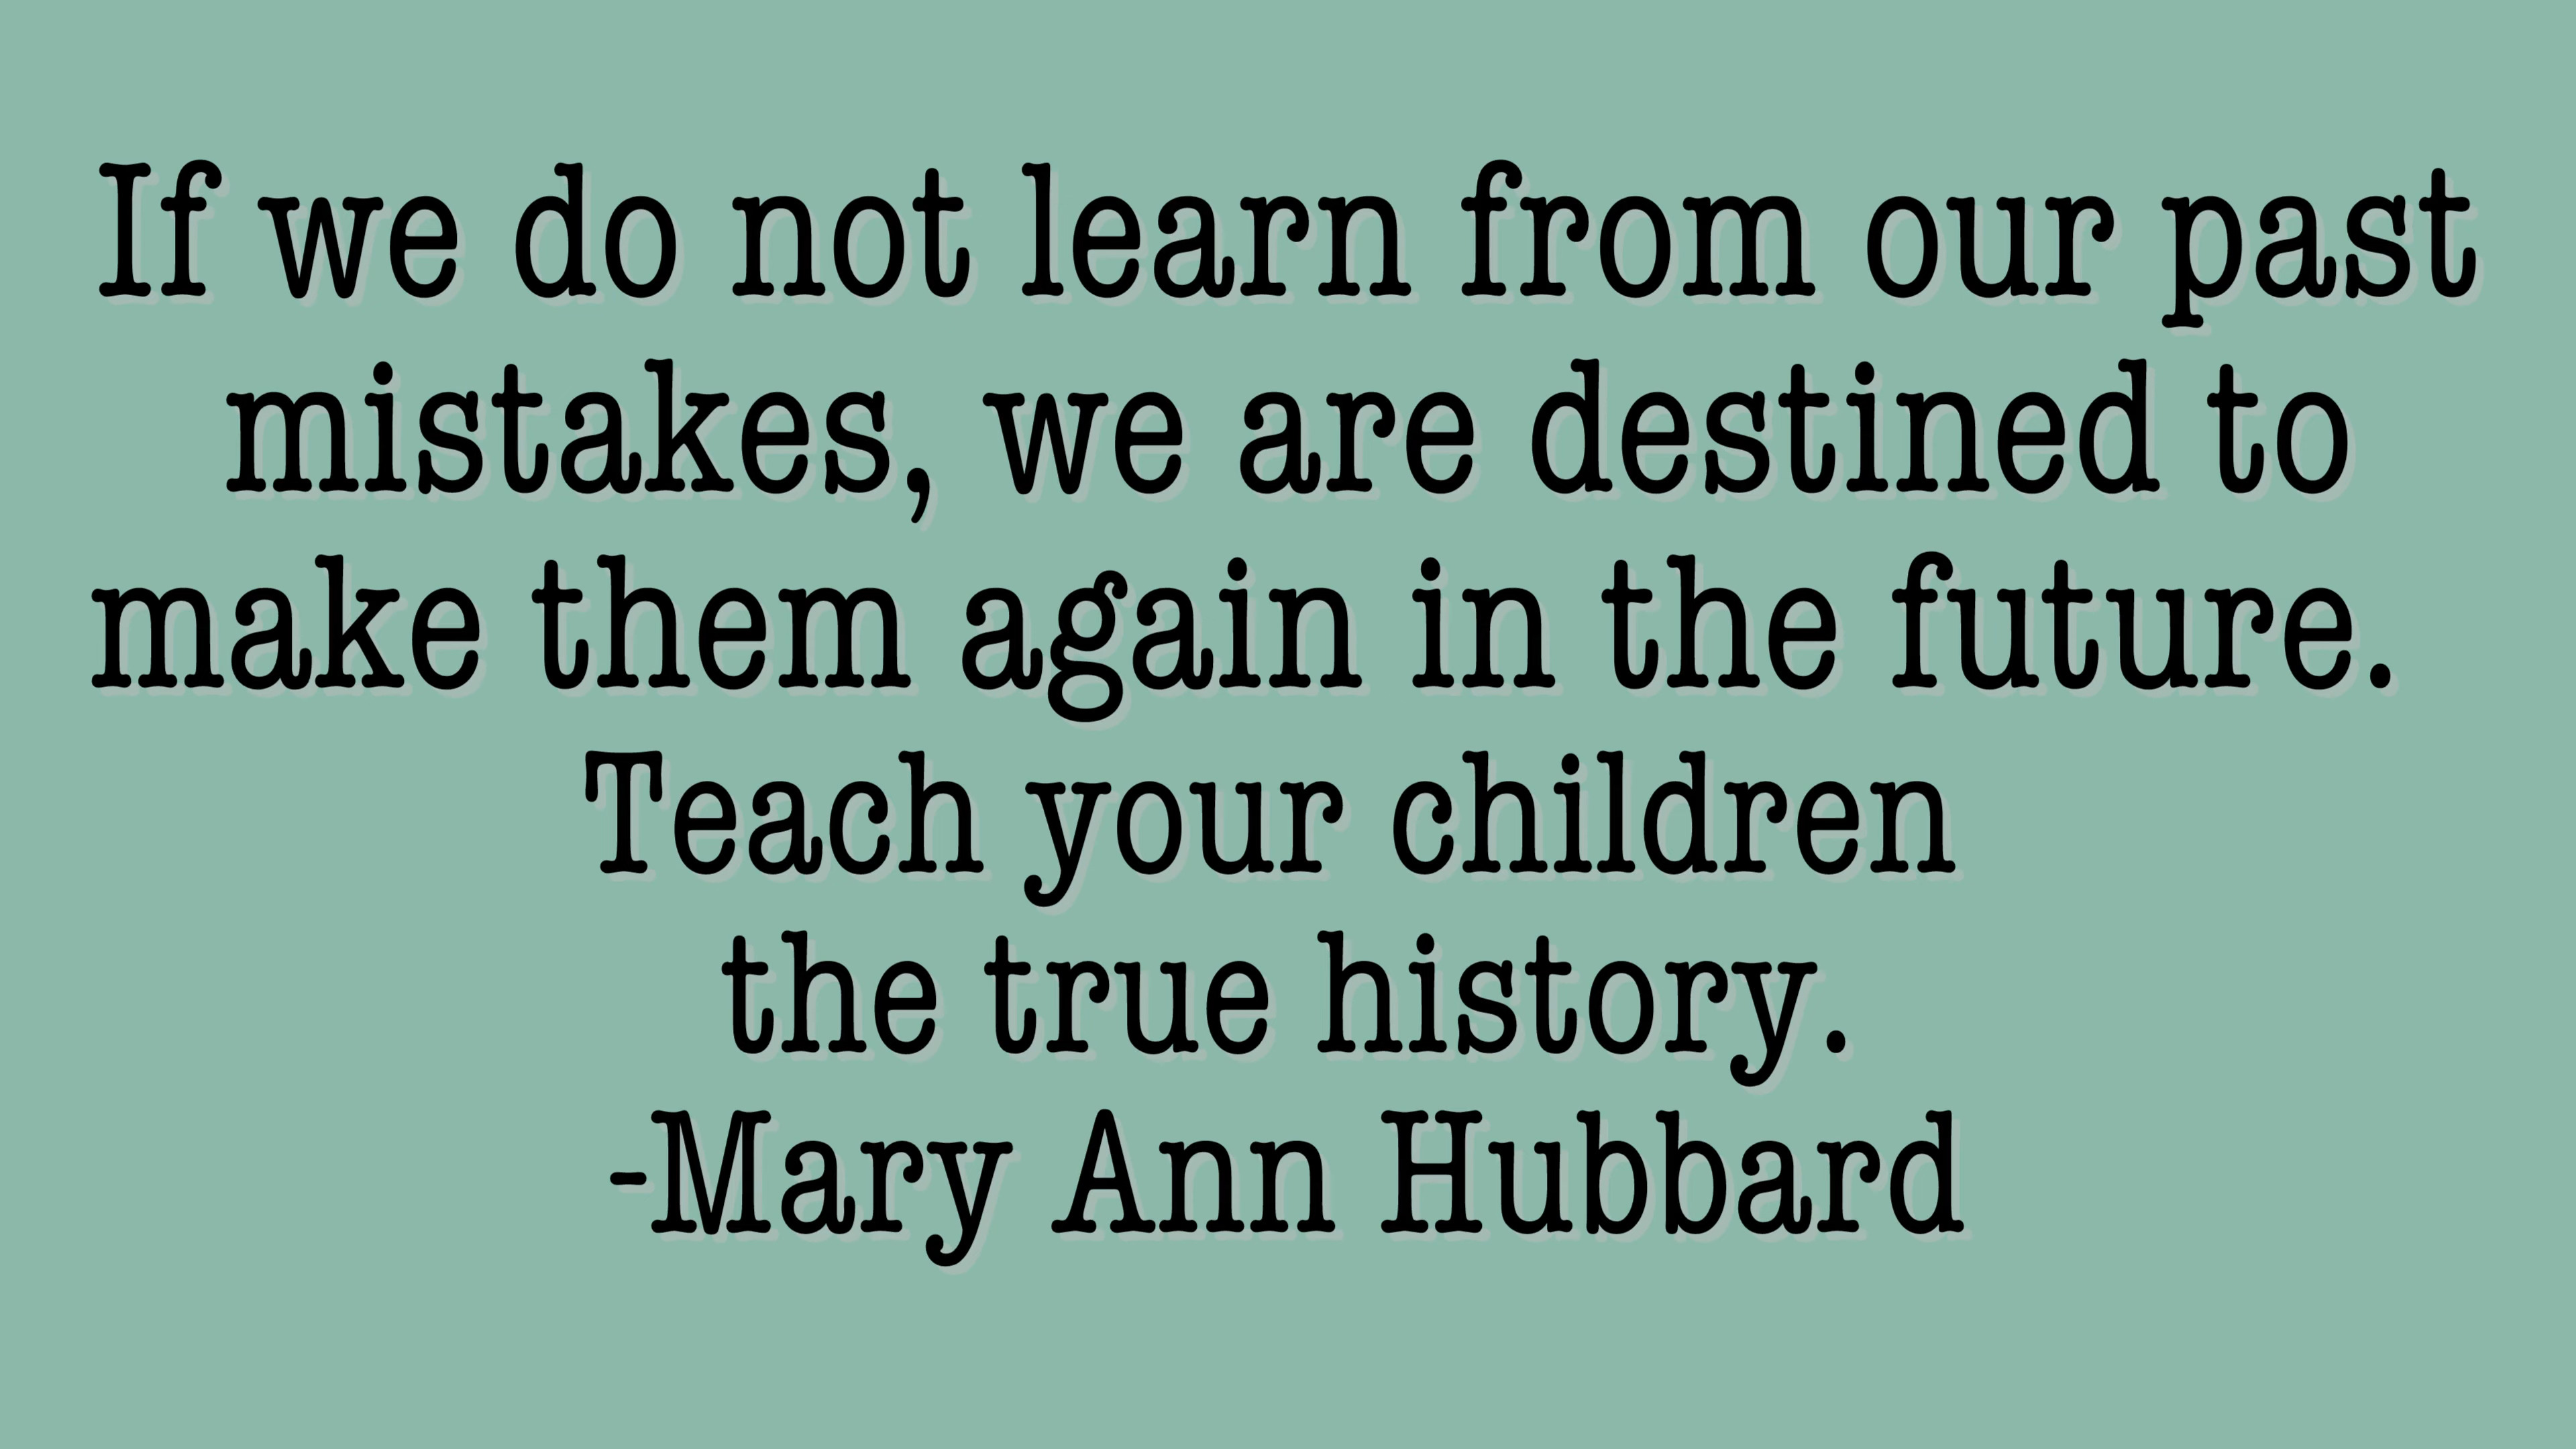 If we do not learn from our past
mistakes, we are destined to
make them again in the future.
Teach your children
the true history.
-Mary Ann Hubbard